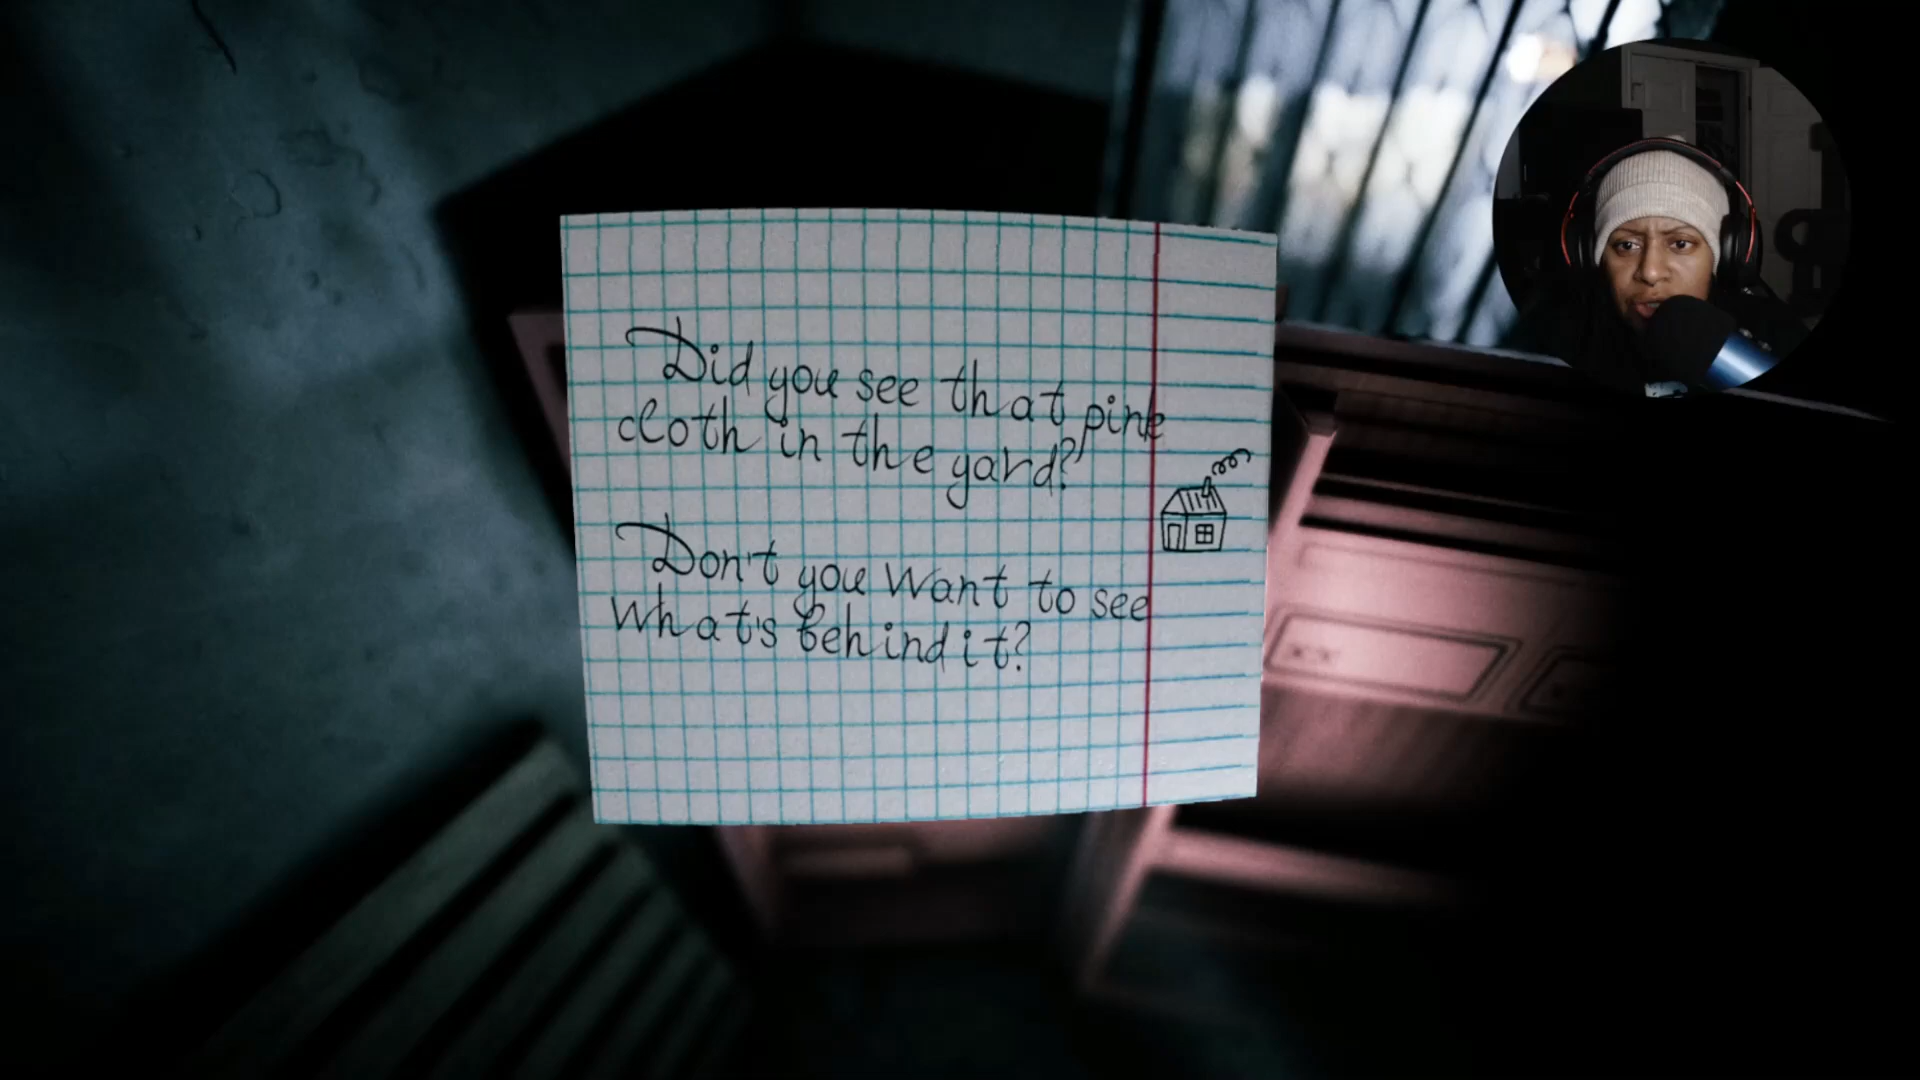 Did you see that pink
cloth in the yard?
Don't you want to see
what's behind it?